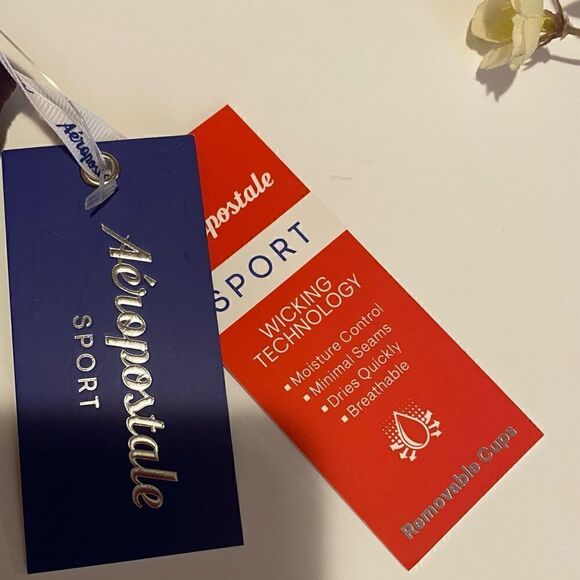 Aéropostale
Aéropostale
SPORT
postale
SPORT
WICKING
TECHNOLOGY
▪ Moisture Control
▪ Minimal Seams
▪ Dries Quickly
▪ Breathable
Removable Cups